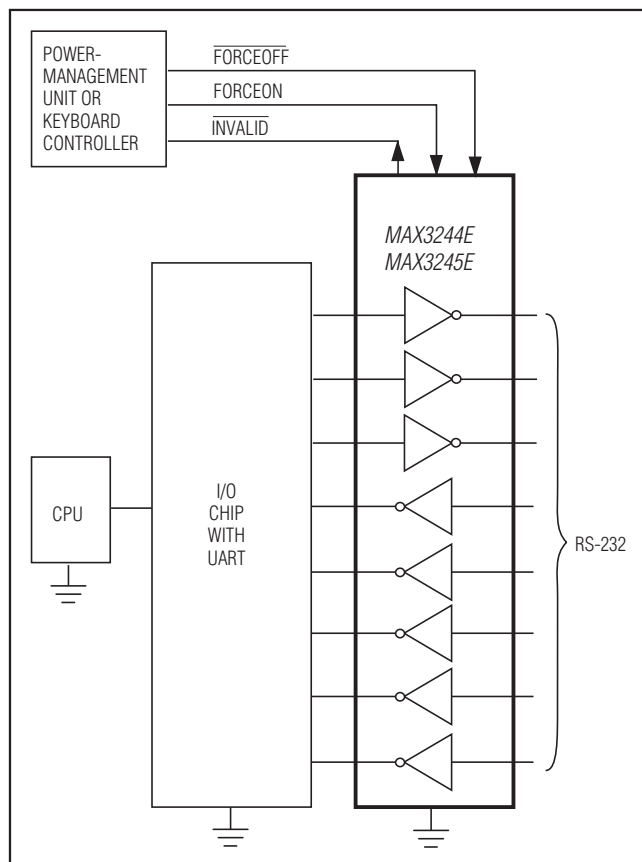 POWER-
MANAGEMENT
UNIT OR
KEYBOARD
CONTROLLER
FORCEOFF
FORCEON
INVALID
MAX3244E
MAX3245E
CPU
I/O
CHIP
WITH
UART
RS-232